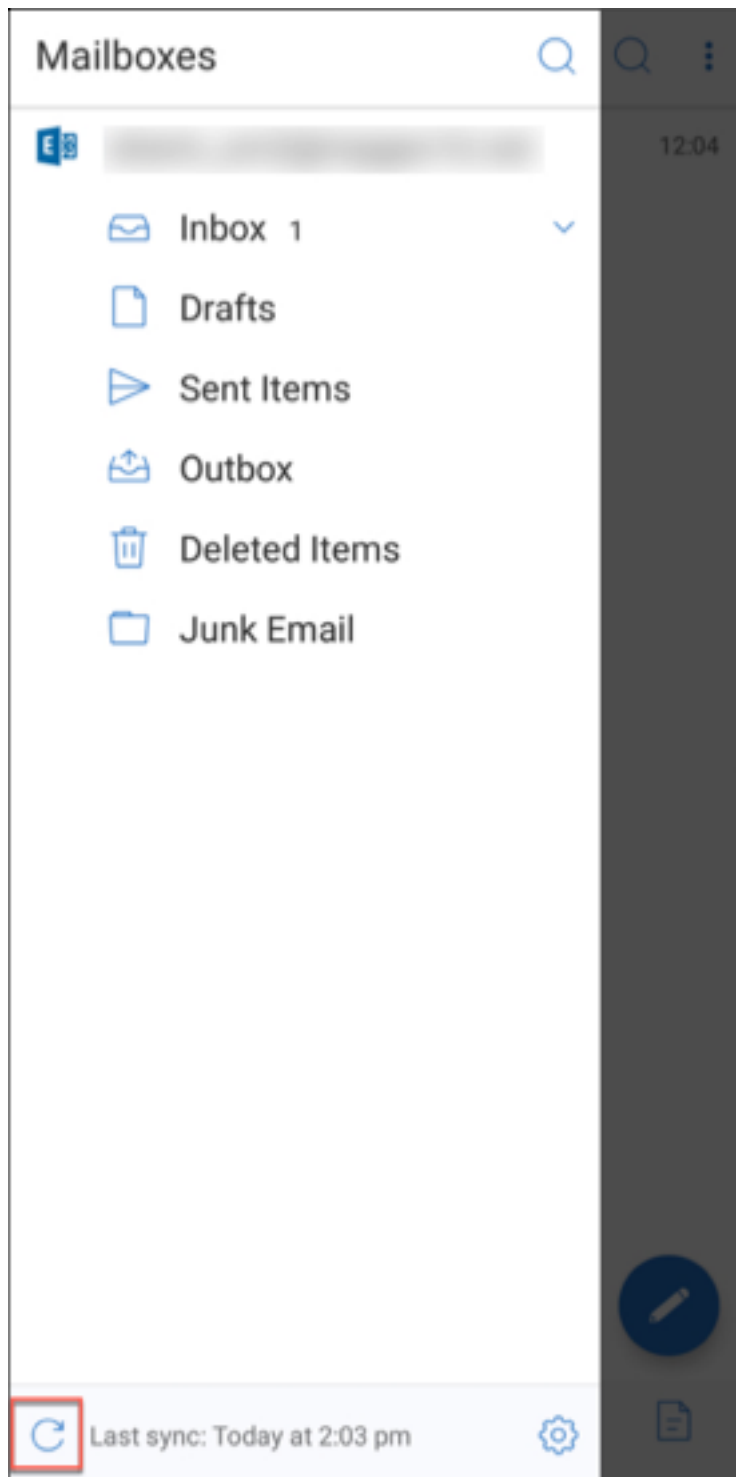 Mailboxes
12:04
Inbox 1
Drafts
Sent Items
Outbox
Deleted Items
Junk Email
Last sync: Today at 2:03 pm